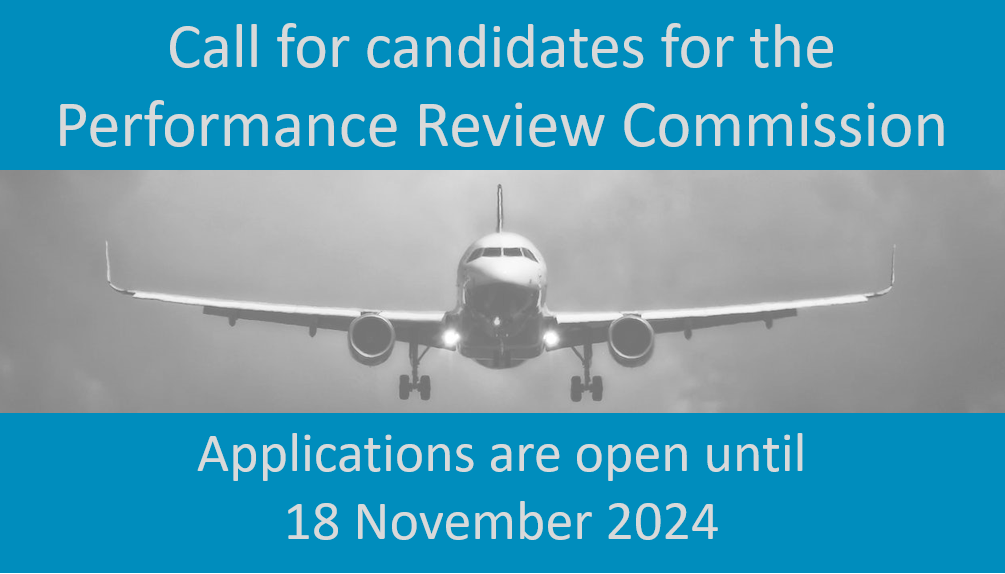 Call for candidates for the
Performance Review Commission
Applications are open until
18 November 2024